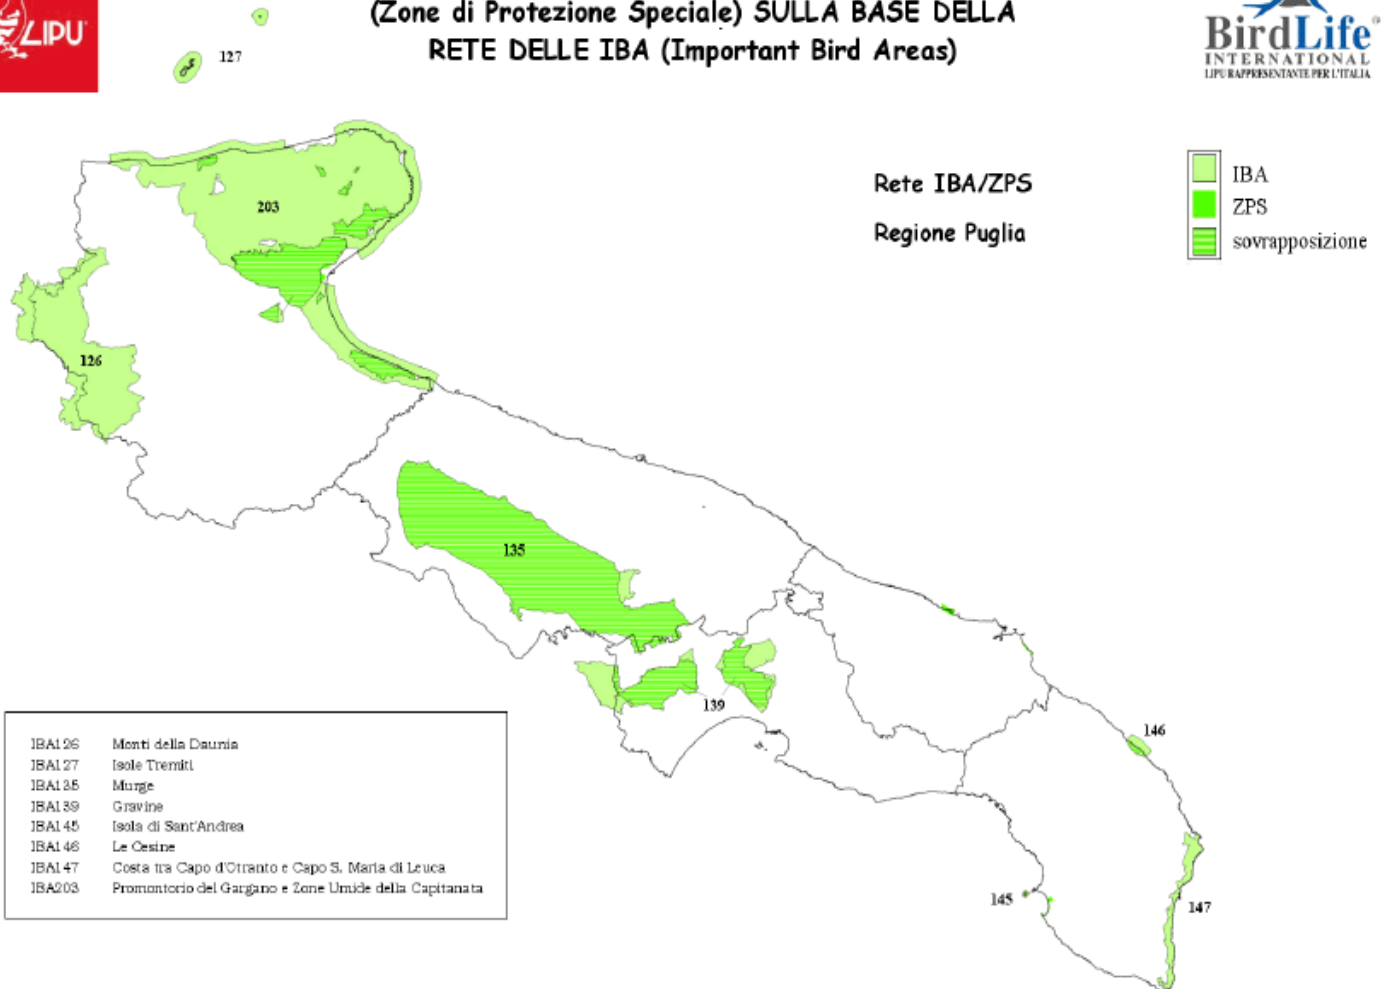 LIPU
(Zone di Protezione Speciale) SULLA BASE DELLA
RETE DELLE IBA (Important Bird Areas)
BirdLife®
INTERNATIONAL
LIPU RAPPRESENTANTE PER L'ITALIA
127
Rete IBA/ZPS
Regione Puglia
IBA
ZPS
sovrapposizione
203
126
135
139
146
145
147
IBA126 Monti della Daunia
IBA127 Isole Tremiti
IBA135 Murge
IBA139 Gravine
IBA145 Isola di Sant'Andrea
IBA146 Le Cesine
IBA147 Costa tra Capo d'Otranto e Capo S. Maria di Leuca
IBA203 Promontorio del Gargano e Zone Umide della Capitanata